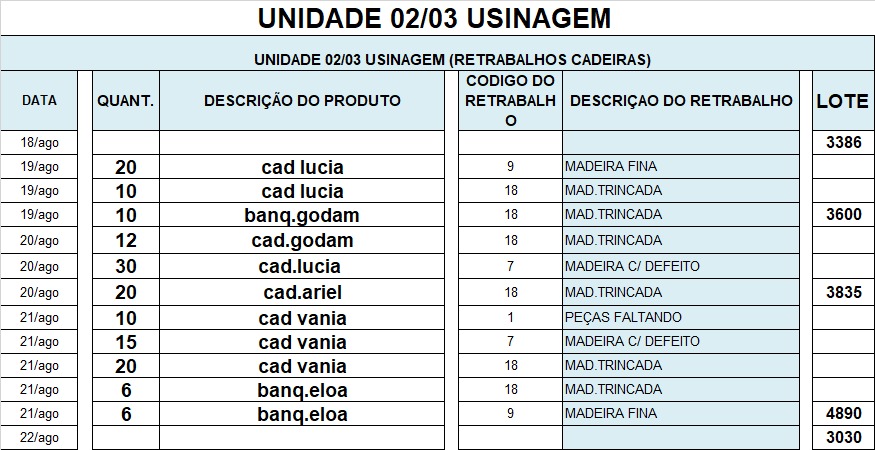 UNIDADE 02/03 USINAGEM
UNIDADE 02/03 USINAGEM (RETRABALHOS CADEIRAS)
DATA QUANT. DESCRIÇÃO DO PRODUTO CODIGO DO RETRABALHO DESCRIÇAO DO RETRABALHO LOTE
18/ago 3386
19/ago 20 cad lucia 9 MADEIRA FINA
19/ago 10 cad lucia 18 MAD.TRINCADA
19/ago 10 banq.godam 18 MAD.TRINCADA 3600
20/ago 12 cad.godam 18 MAD.TRINCADA
20/ago 30 cad.lucia 7 MADEIRA C/ DEFEITO
20/ago 20 cad.ariel 18 MAD.TRINCADA 3835
21/ago 10 cad vania 1 PEÇAS FALTANDO
21/ago 15 cad vania 7 MADEIRA C/ DEFEITO
21/ago 20 cad vania 18 MAD.TRINCADA
21/ago 6 banq.eloa 18 MAD.TRINCADA
21/ago 6 banq.eloa 9 MADEIRA FINA 4890
22/ago 3030